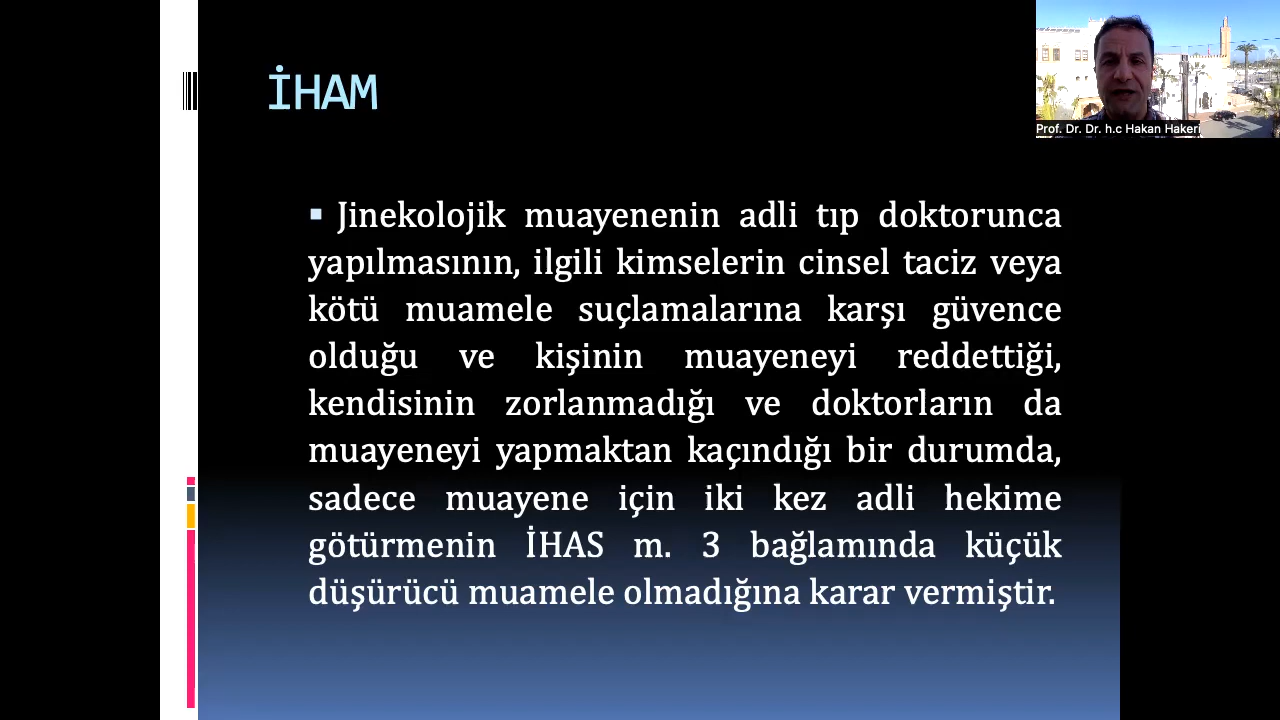 İHAM
Prof. Dr. Dr. h.c Hakan Hakeri
▪ Jinekolojik muayenenin adli tıp doktorunca
yapılmasının, ilgili kimselerin cinsel taciz veya
kötü muamele suçlamalarına karşı güvence
olduğu ve kişinin muayeneyi reddettiği,
kendisinin zorlanmadığı ve doktorların da
muayeneyi yapmaktan kaçındığı bir durumda,
sadece muayene için iki kez adli hekime
götürmenin İHAS m. 3 bağlamında küçük
düşürücü muamele olmadığına karar vermiştir.